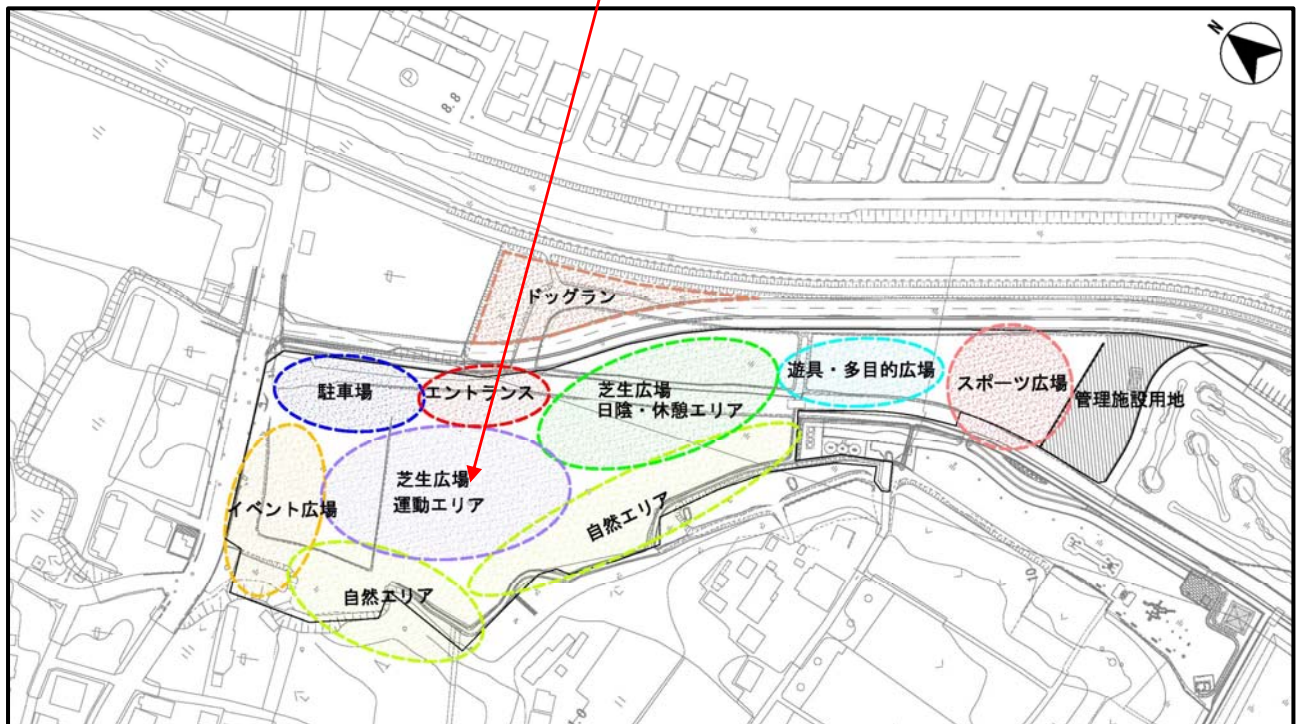 N
P
8.8
ドッグラン
駐車場
エントランス
芝生広場
日陰・休憩エリア
遊具・多目的広場
スポーツ広場
管理施設用地
芝生広場
運動エリア
イベント広場
自然エリア
自然エリア